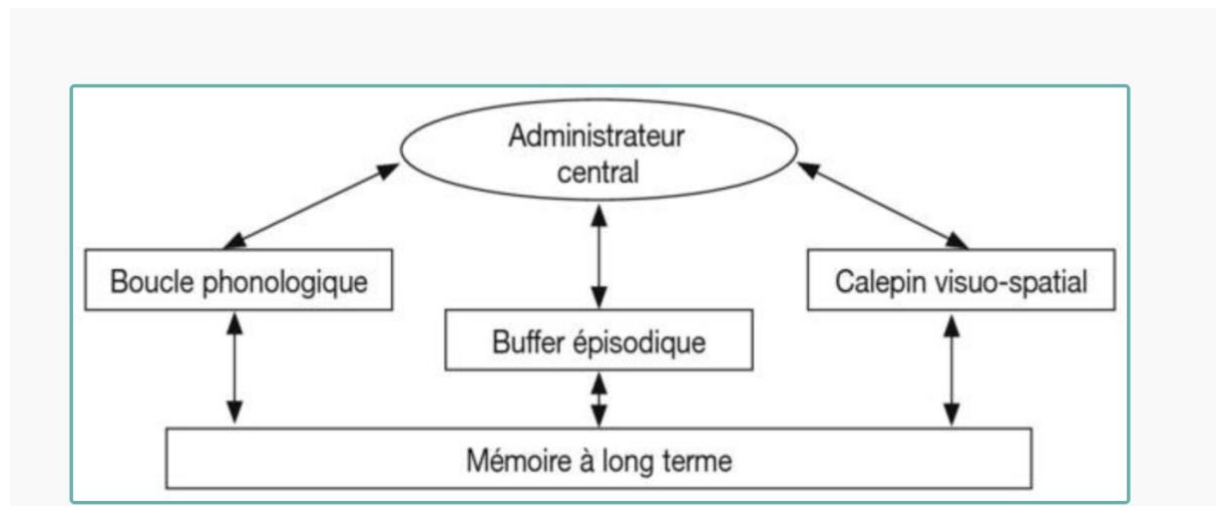 Administrateur
central
Boucle phonologique
Calepin visuo-spatial
Buffer épisodique
Mémoire à long terme